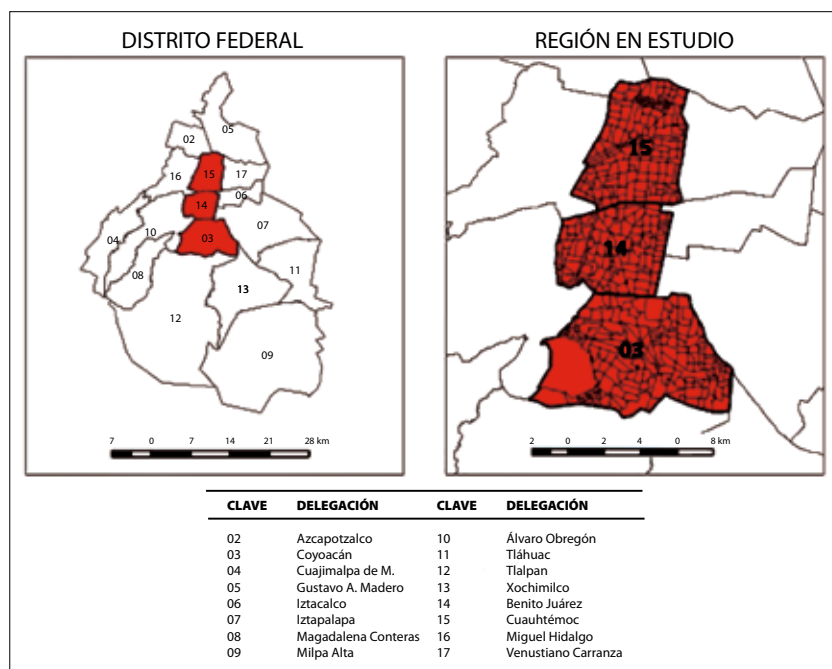 DISTRITO FEDERAL
REGIÓN EN ESTUDIO
05
02
16
15
17
06
14
10
07
04
03
08
11
13
12
09
7 0 7 14 21 28 km
15
14
03
2 0 2 4 0 8 km
CLAVE DELEGACIÓN CLAVE DELEGACIÓN
02 Azcapotzalco 10 Álvaro Obregón
03 Coyoacán 11 Tláhuac
04 Cuajimalpa de M. 12 Tlalpan
05 Gustavo A. Madero 13 Xochimilco
06 Iztacalco 14 Benito Juárez
07 Iztapalapa 15 Cuauhtémoc
08 Magadalena Conteras 16 Miguel Hidalgo
09 Milpa Alta 17 Venustiano Carranza